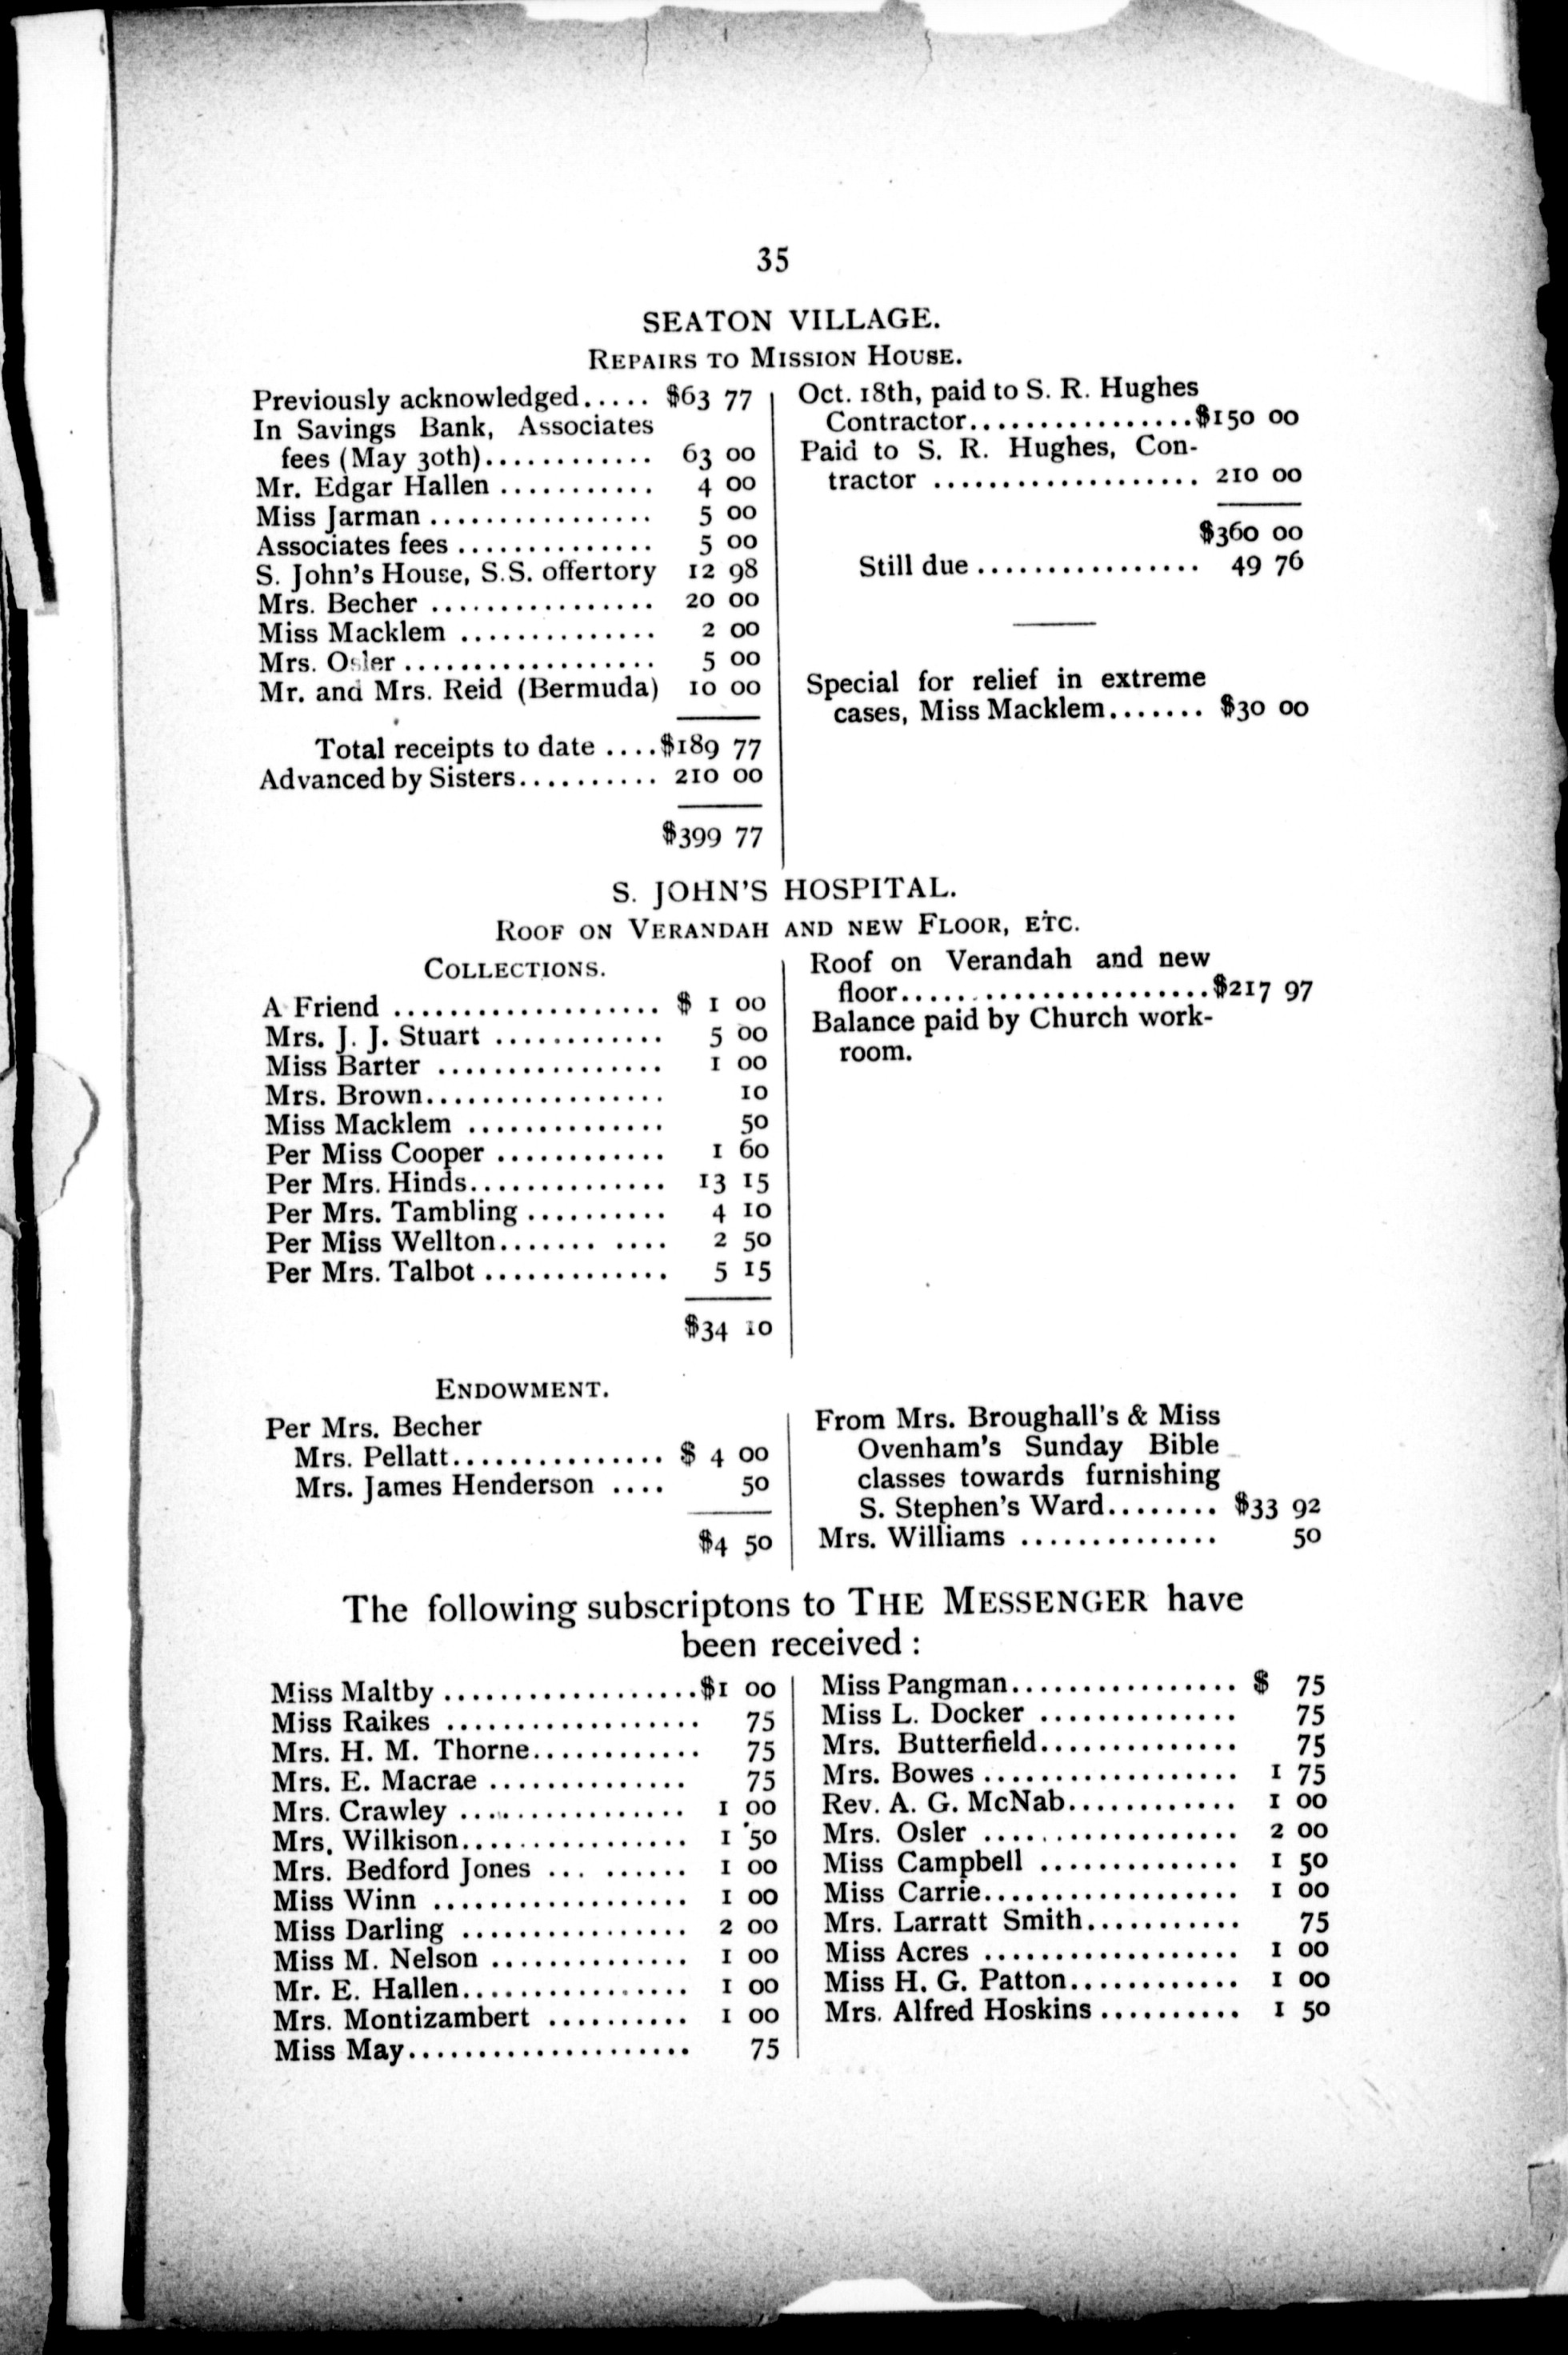 35
SEATON VILLAGE.
REPAIRS TO MISSION HOUSE.
Previously acknowledged..... $63 77
In Savings Bank, Associates
fees (May 30th)............ 63 00
Mr. Edgar Hallen ........... 4 00
Miss Jarman ................ 5 00
Associates fees .............. 5 00
S. John's House, S.S. offertory 12 98
Mrs. Becher ................ 20 00
Miss Macklem .............. 2 00
Mrs. Osler.................. 5 00
Mr. and Mrs. Reid (Bermuda) 10 00
Total receipts to date ....$189 77
Advanced by Sisters.......... 210 00
$399 77
Oct. 18th, paid to S. R. Hughes
Contractor................$150 00
Paid to S. R. Hughes, Con-
tractor ................... 210 00
$360 00
Still due ................ 49 76
Special for relief in extreme
cases, Miss Macklem....... $30 00
S. JOHN'S HOSPITAL.
ROOF ON VERANDAH AND NEW FLOOR, ETC.
COLLECTIONS.
A Friend ................... $ 1 00
Mrs. J. J. Stuart ............ 5 00
Miss Barter ................ 1 00
Mrs. Brown................. 10
Miss Macklem .............. 50
Per Miss Cooper ............ 1 60
Per Mrs. Hinds.............. 13 15
Per Mrs. Tambling .......... 4 10
Per Miss Wellton....... .... 2 50
Per Mrs. Talbot ............. 5 15
$34 10
Roof on Verandah and new
floor......................$217 97
Balance paid by Church work-
room.
ENDOWMENT.
Per Mrs. Becher
Mrs. Pellatt............... $ 4 00
Mrs. James Henderson .... 50
$4 50
From Mrs. Broughall's & Miss
Ovenham's Sunday Bible
classes towards furnishing
S. Stephen's Ward........ $33 92
Mrs. Williams .............. 50
The following subscriptons to THE MESSENGER have
been received :
Miss Maltby ..................$1 00
Miss Raikes .................. 75
Mrs. H. M. Thorne............ 75
Mrs. E. Macrae .............. 75
Mrs. Crawley ................ 1 00
Mrs. Wilkison................ 1 50
Mrs. Bedford Jones ... ...... 1 00
Miss Winn .................. 1 00
Miss Darling ................ 2 00
Miss M. Nelson .............. 1 00
Mr. E. Hallen................ 1 00
Mrs. Montizambert .......... 1 00
Miss May.................... 75
Miss Pangman................ $ 75
Miss L. Docker .............. 75
Mrs. Butterfield.............. 75
Mrs. Bowes .................. 1 75
Rev. A. G. McNab............ 1 00
Mrs. Osler .................. 2 00
Miss Campbell .............. 1 50
Miss Carrie.................. 1 00
Mrs. Larratt Smith........... 75
Miss Acres .................. 1 00
Miss H. G. Patton............ 1 00
Mrs. Alfred Hoskins .......... 1 50